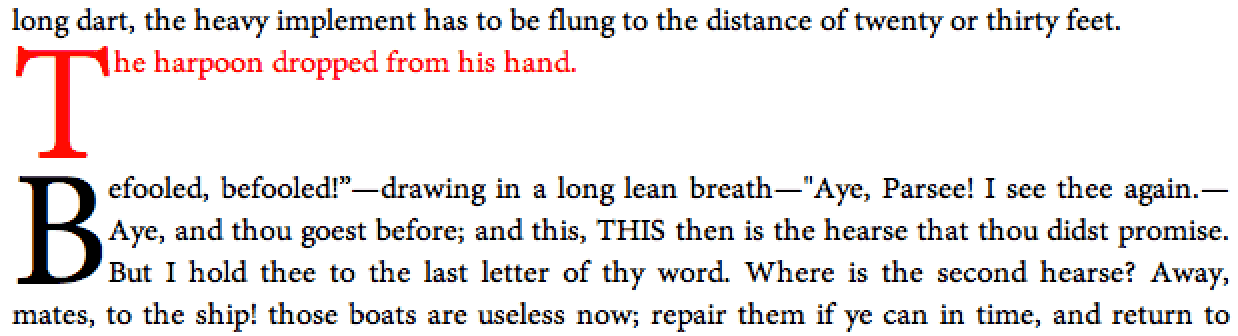 long dart, the heavy implement has to be flung to the distance of twenty or thirty feet.
The harpoon dropped from his hand.
Befooled, befooled!”—drawing in a long lean breath—"Aye, Parsee! I see thee again.—
Aye, and thou goest before; and this, THIS then is the hearse that thou didst promise.
But I hold thee to the last letter of thy word. Where is the second hearse? Away,
mates, to the ship! those boats are useless now; repair them if ye can in time, and return to